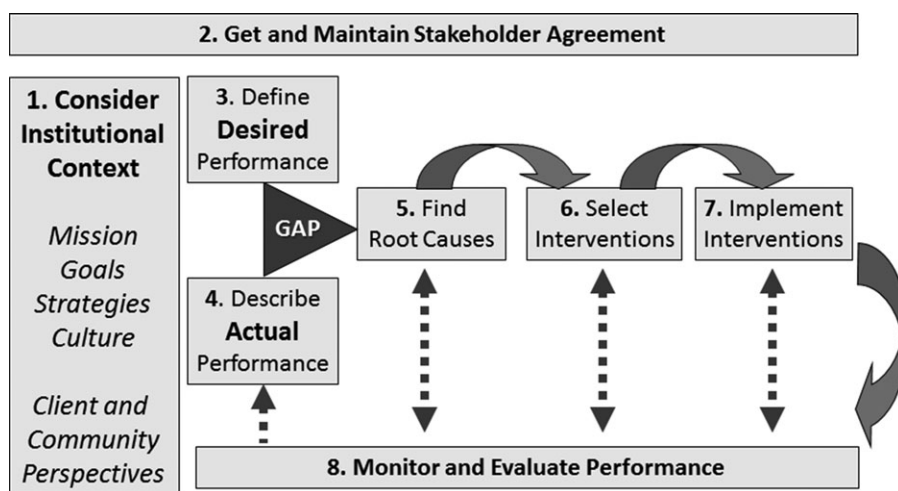 2. Get and Maintain Stakeholder Agreement
1. Consider
Institutional
Context
Mission
Goals
Strategies
Culture
Client and
Community
Perspectives
3. Define
Desired
Performance
GAP
4. Describe
Actual
Performance
5. Find
Root Causes
6. Select
Interventions
7. Implement
Interventions
8. Monitor and Evaluate Performance